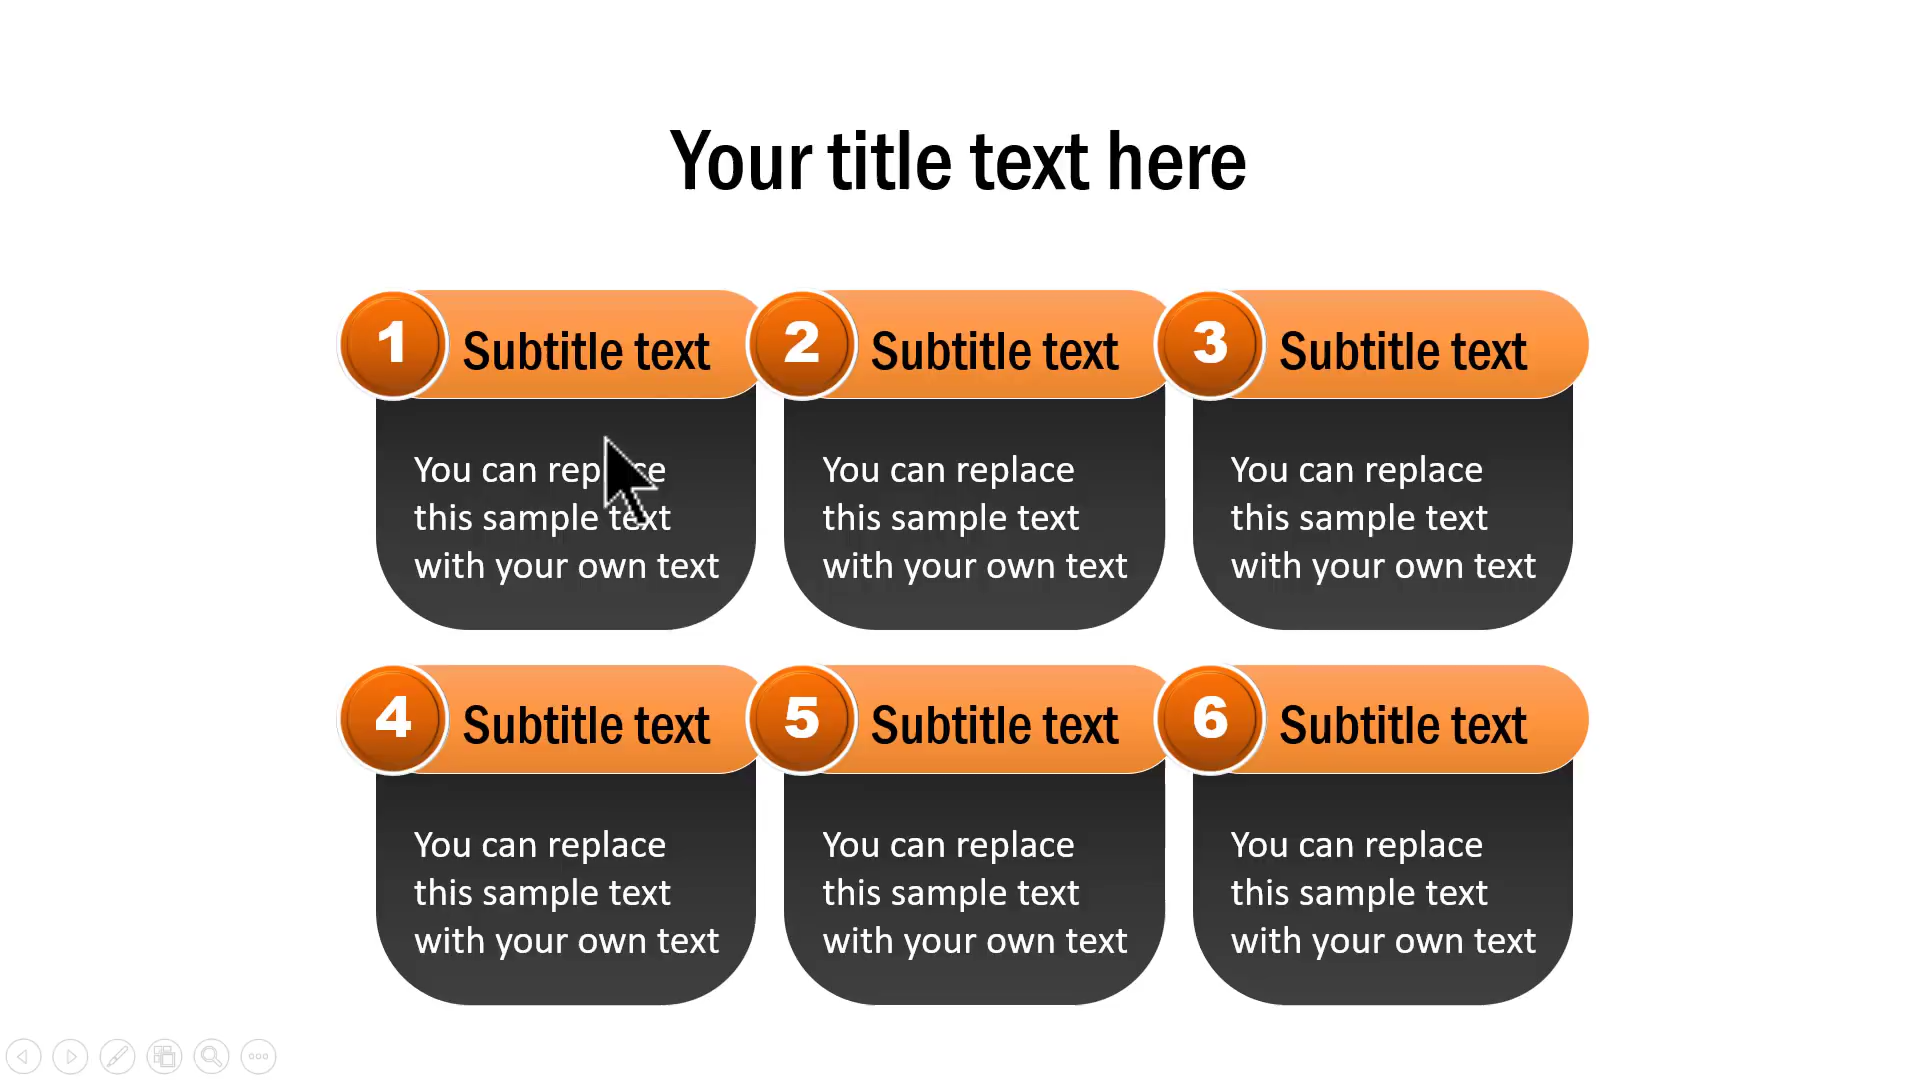 Your title text here
1 Subtitle text
You can replace
this sample text
with your own text
2 Subtitle text
You can replace
this sample text
with your own text
3 Subtitle text
You can replace
this sample text
with your own text
4 Subtitle text
You can replace
this sample text
with your own text
5 Subtitle text
You can replace
this sample text
with your own text
6 Subtitle text
You can replace
this sample text
with your own text